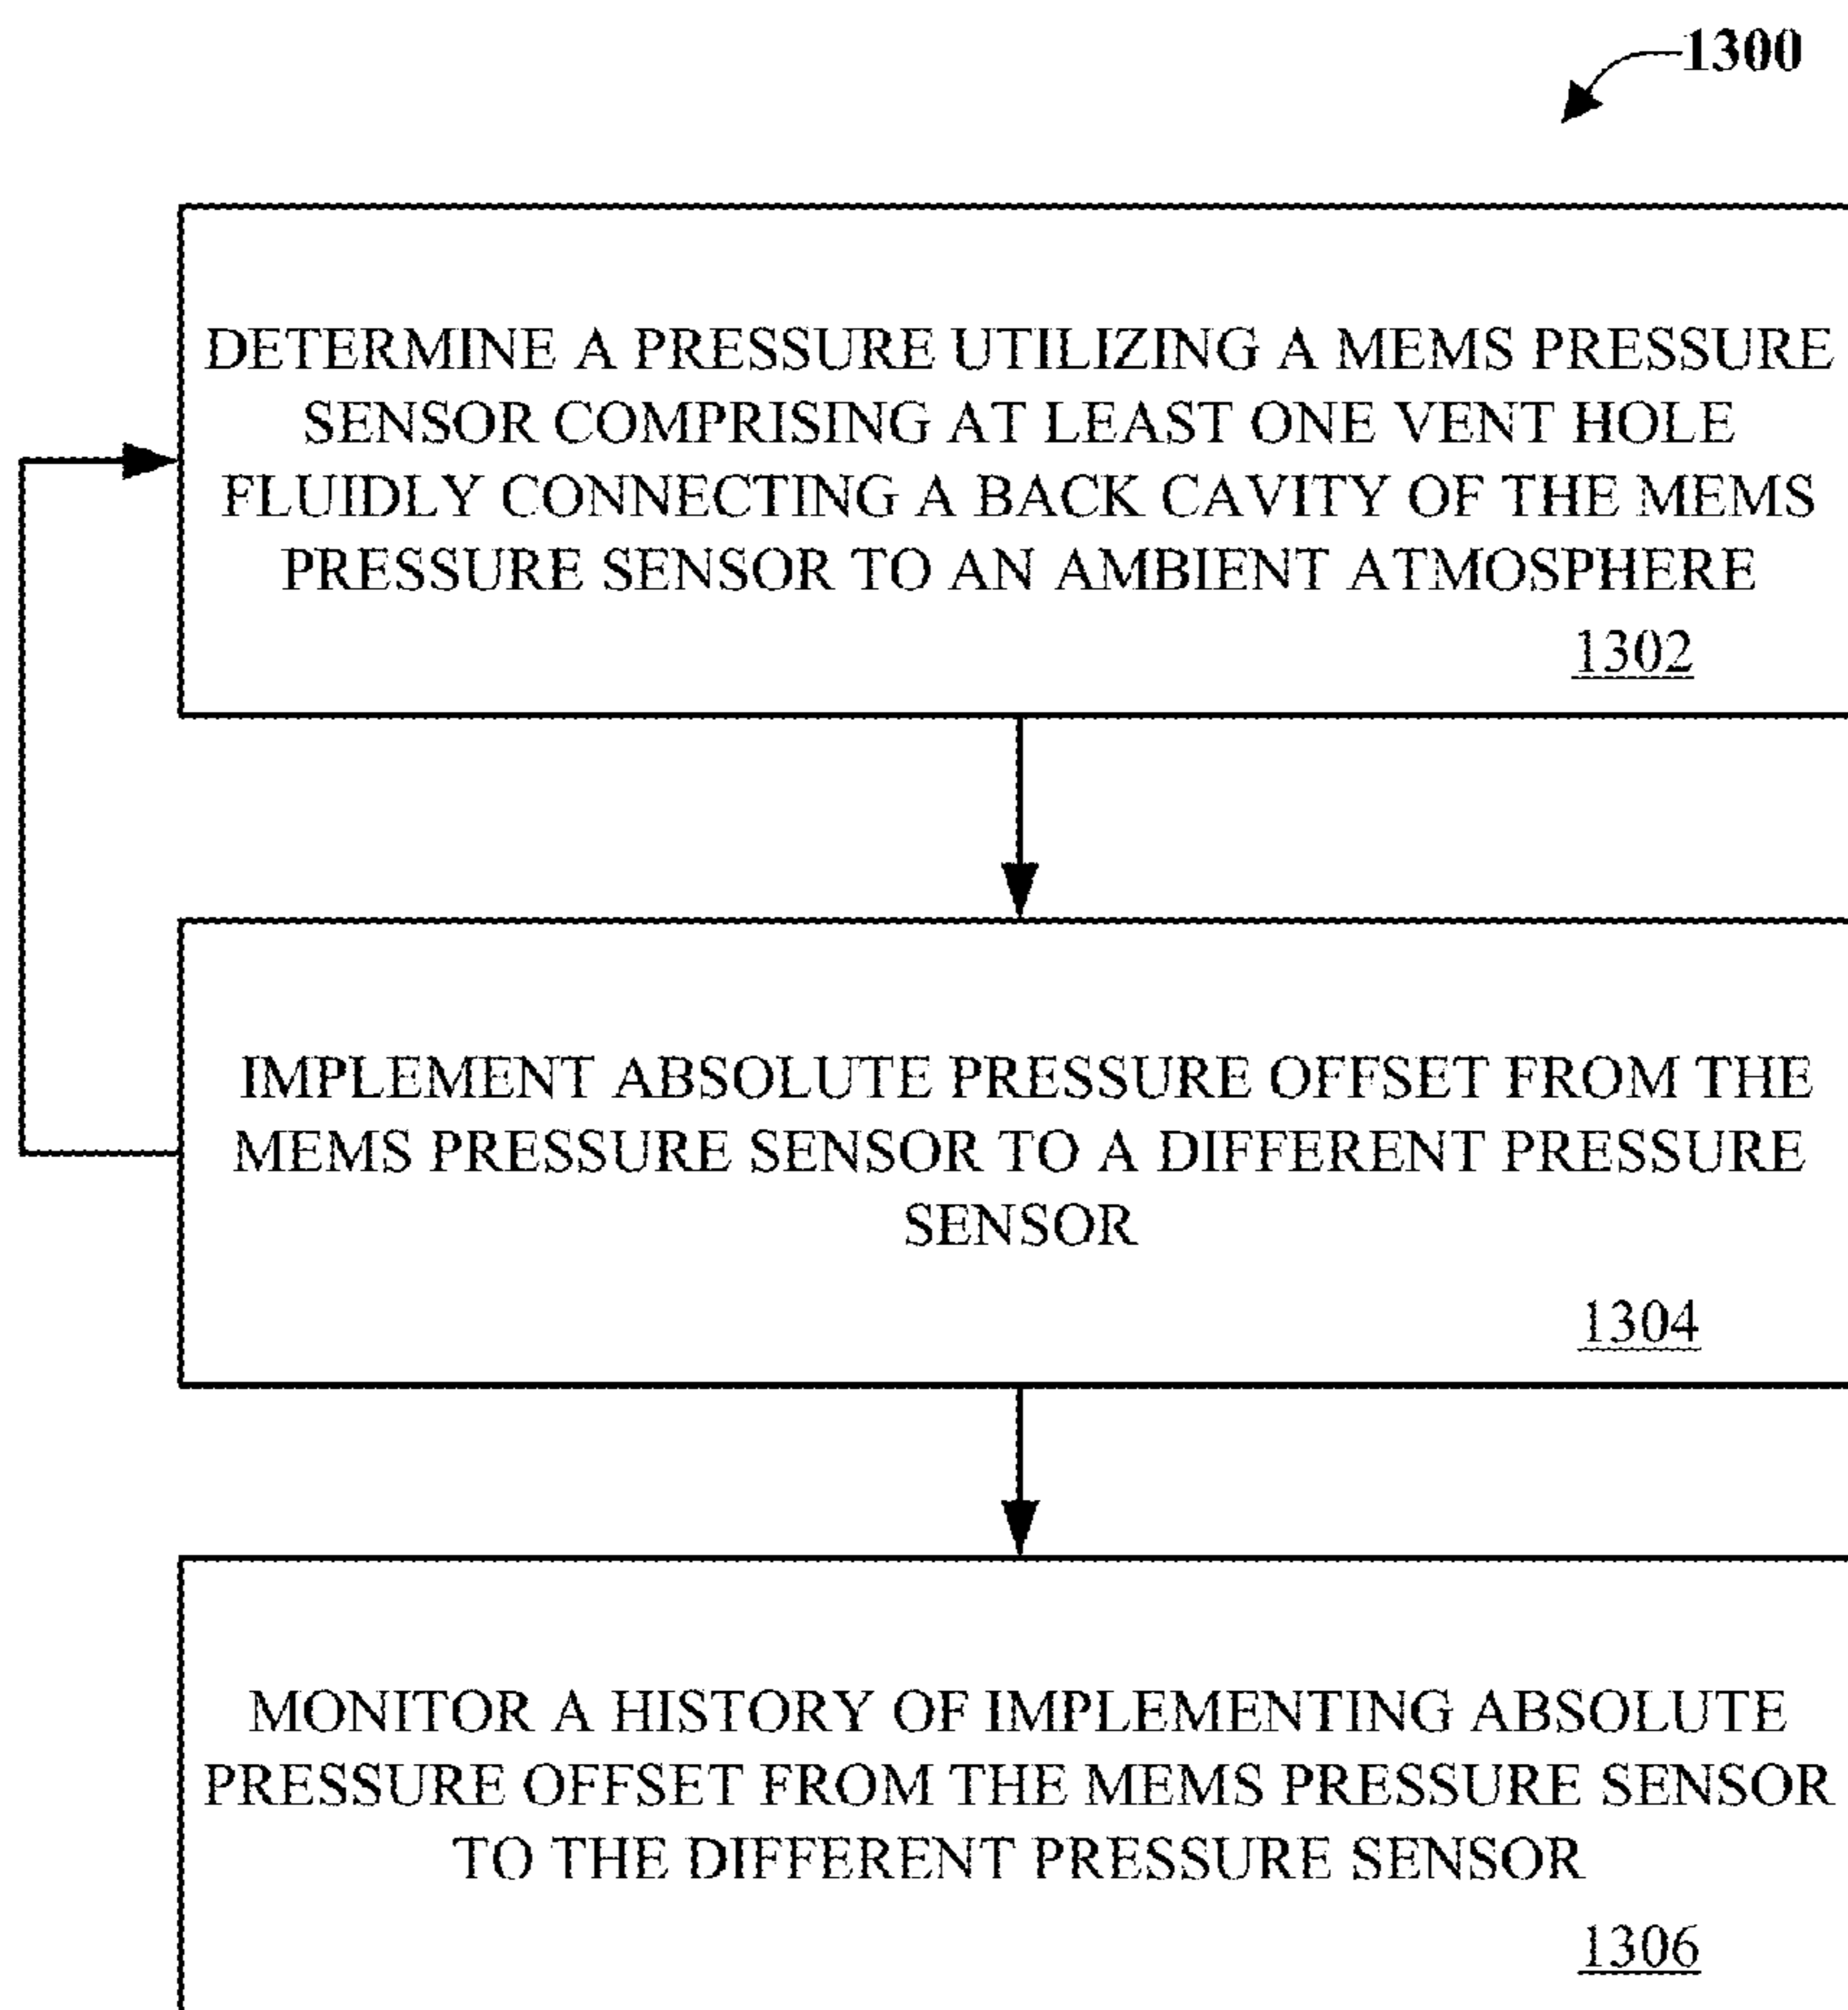 1300
DETERMINE A PRESSURE UTILIZING A MEMS PRESSURE
SENSOR COMPRISING AT LEAST ONE VENT HOLE
FLUIDLY CONNECTING A BACK CAVITY OF THE MEMS
PRESSURE SENSOR TO AN AMBIENT ATMOSPHERE
1302
IMPLEMENT ABSOLUTE PRESSURE OFFSET FROM THE
MEMS PRESSURE SENSOR TO A DIFFERENT PRESSURE
SENSOR
1304
MONITOR A HISTORY OF IMPLEMENTING ABSOLUTE
PRESSURE OFFSET FROM THE MEMS PRESSURE SENSOR
TO THE DIFFERENT PRESSURE SENSOR
1306